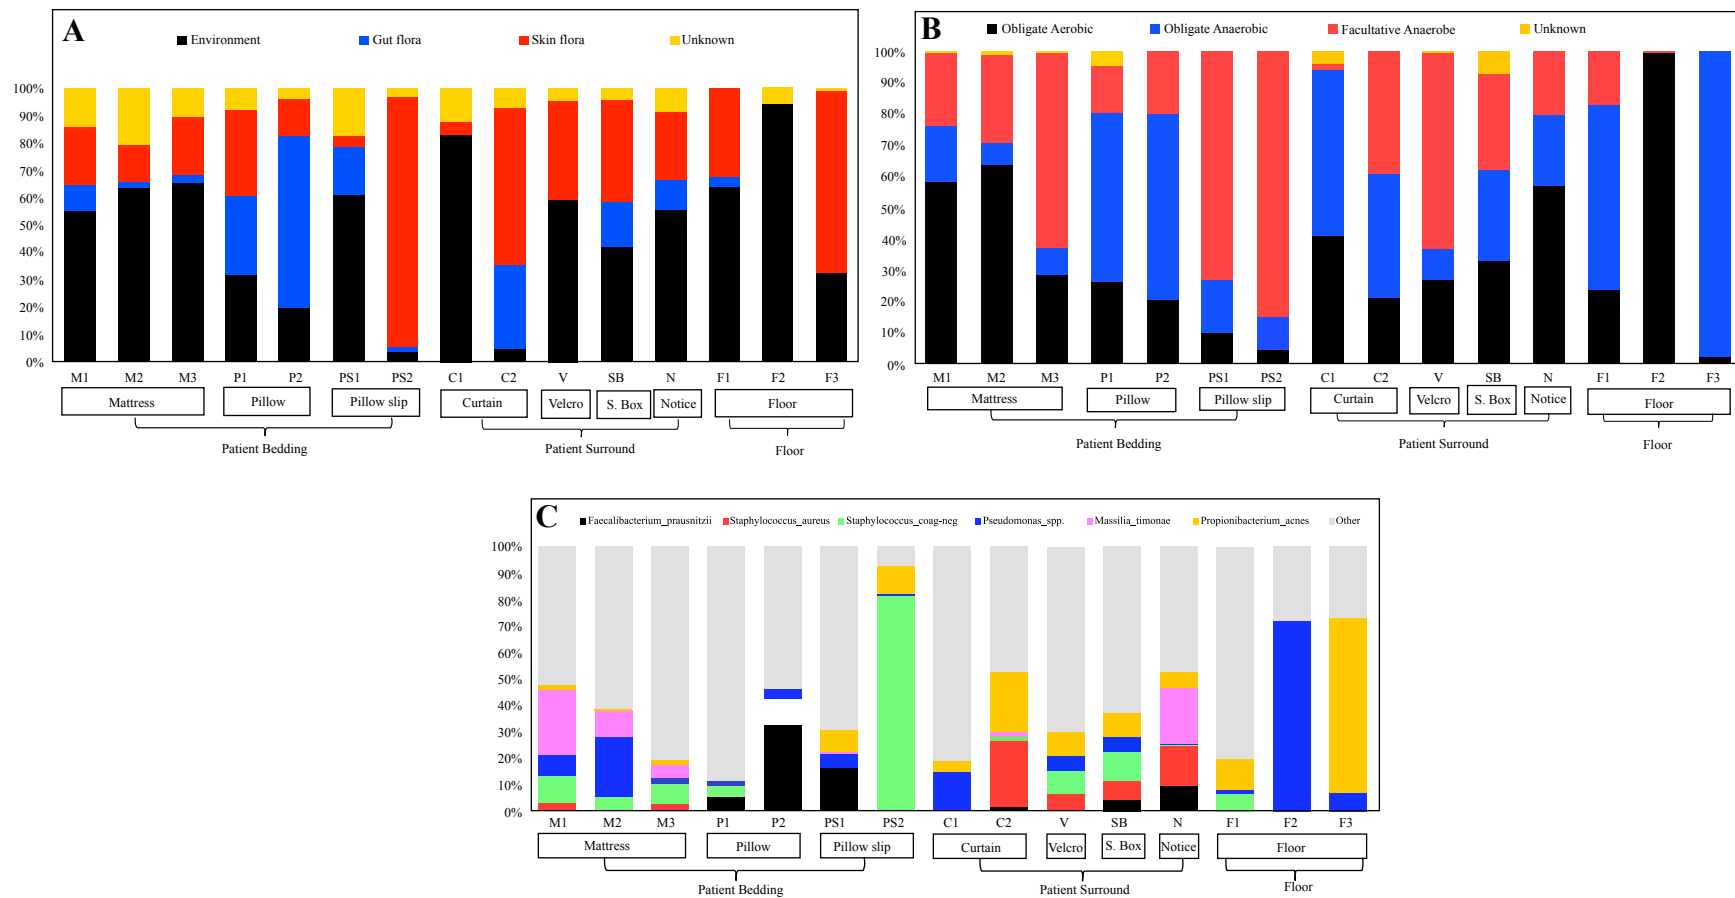 A
Environment Gut flora Skin flora Unknown
100%
90%
80%
70%
60%
50%
40%
30%
20%
10%
0%
M1 M2 M3 P1 P2 PS1 PS2 C1 C2 V SB N F1 F2 F3
Mattress Pillow Pillow slip Curtain Velcro S. Box Notice Floor
Patient Bedding Patient Surround Floor
B
Obligate Aerobic Obligate Anaerobic Facultative Anaerobe Unknown
100%
90%
80%
70%
60%
50%
40%
30%
20%
10%
0%
M1 M2 M3 P1 P2 PS1 PS2 C1 C2 V SB N F1 F2 F3
Mattress Pillow Pillow slip Curtain Velcro S. Box Notice Floor
Patient Bedding Patient Surround Floor
C
Faecalibacterium_prausnitzii Staphylococcus_aureus Staphylococcus_coag-neg Pseudomonas_spp. Massilia_timonae Propionibacterium_acnes Other
100%
90%
80%
70%
60%
50%
40%
30%
20%
10%
0%
M1 M2 M3 P1 P2 PS1 PS2 C1 C2 V SB N F1 F2 F3
Mattress Pillow Pillow slip Curtain Velcro S. Box Notice Floor
Patient Bedding Patient Surround Floor